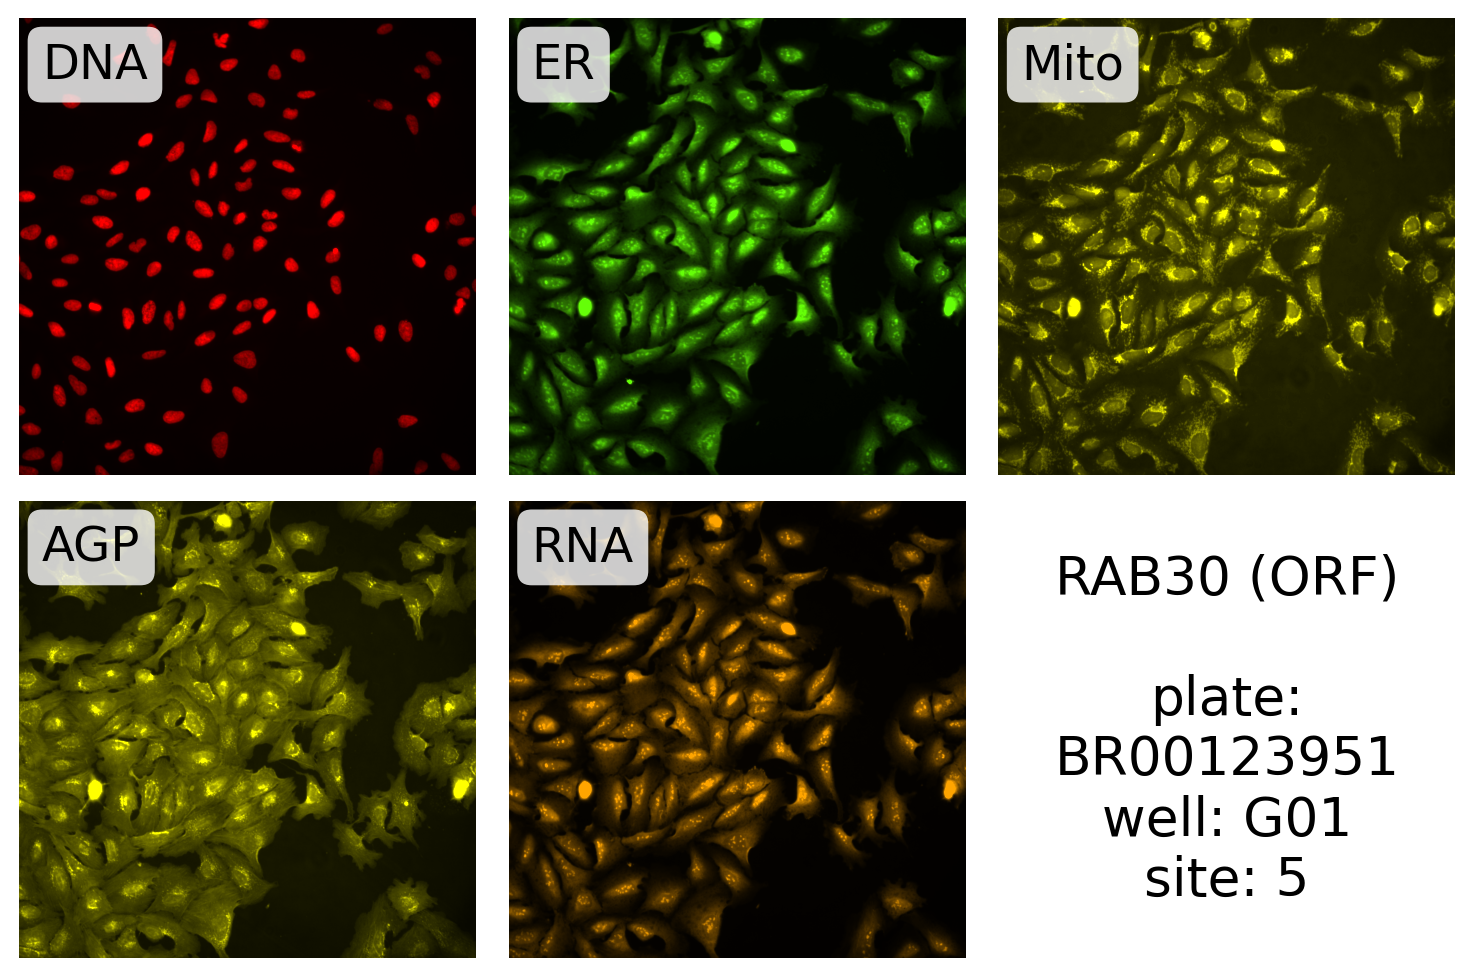 DNA
ER
Mito
AGP
RNA
RAB30 (ORF)
plate:
BR00123951
well: G01
site: 5